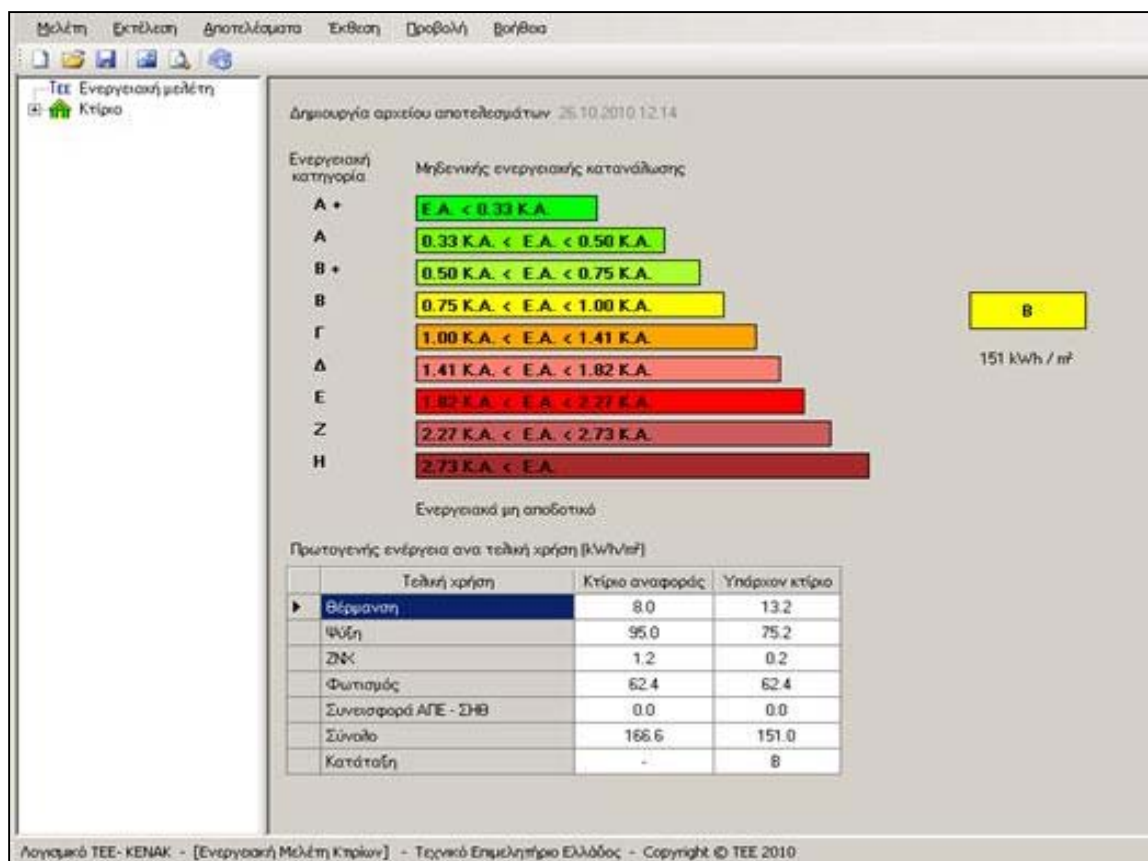 Μελέτη Εκτέλεση Αποτελέσματα Έκθεση Προβολή Βοήθεια
ΤΕΕ Ενεργειακή μελέτη
Κτίριο
Δημιουργία αρχείου αποτελεσμάτων 26.10.2010 12.14
Ενεργειακή κατηγορία
Μηδενικής ενεργειακής κατανάλωσης
Α + Ε.Α. < 0.33 Κ.Α.
Α 0.33 Κ.Α. < Ε.Α. < 0.50 Κ.Α.
Β + 0.50 Κ.Α. < Ε.Α. < 0.75 Κ.Α.
Β 0.75 Κ.Α. < Ε.Α. < 1.00 Κ.Α.
Β
Γ 1.00 Κ.Α. < Ε.Α. < 1.41 Κ.Α.
151 kWh / m²
Δ 1.41 Κ.Α. < Ε.Α. < 1.82 Κ.Α.
Ε 1.82 Κ.Α. < Ε.Α. < 2.27 Κ.Α.
Ζ 2.27 Κ.Α. < Ε.Α. < 2.73 Κ.Α.
Η 2.73 Κ.Α. < Ε.Α.
Ενεργειακά μη αποδοτικό
Πρωτογενής ενέργεια ανα τελική χρήση [kWh/m²]
Τελική χρήση Κτίριο αναφοράς Υπάρχον κτίριο
Θέρμανση 8.0 13.2
Ψύξη 95.0 75.2
ΖΝΧ 1.2 0.2
Φωτισμός 62.4 62.4
Συνεισφορά ΑΠΕ - ΣΗΘ 0.0 0.0
Σύνολο 166.6 151.0
Κατάταξη - Β
Λογισμικό ΤΕΕ- ΚΕΝΑΚ - [Ενεργειακή Μελέτη Κτιρίων] - Τεχνικό Επιμελητήριο Ελλάδος - Copyright © ΤΕΕ 2010